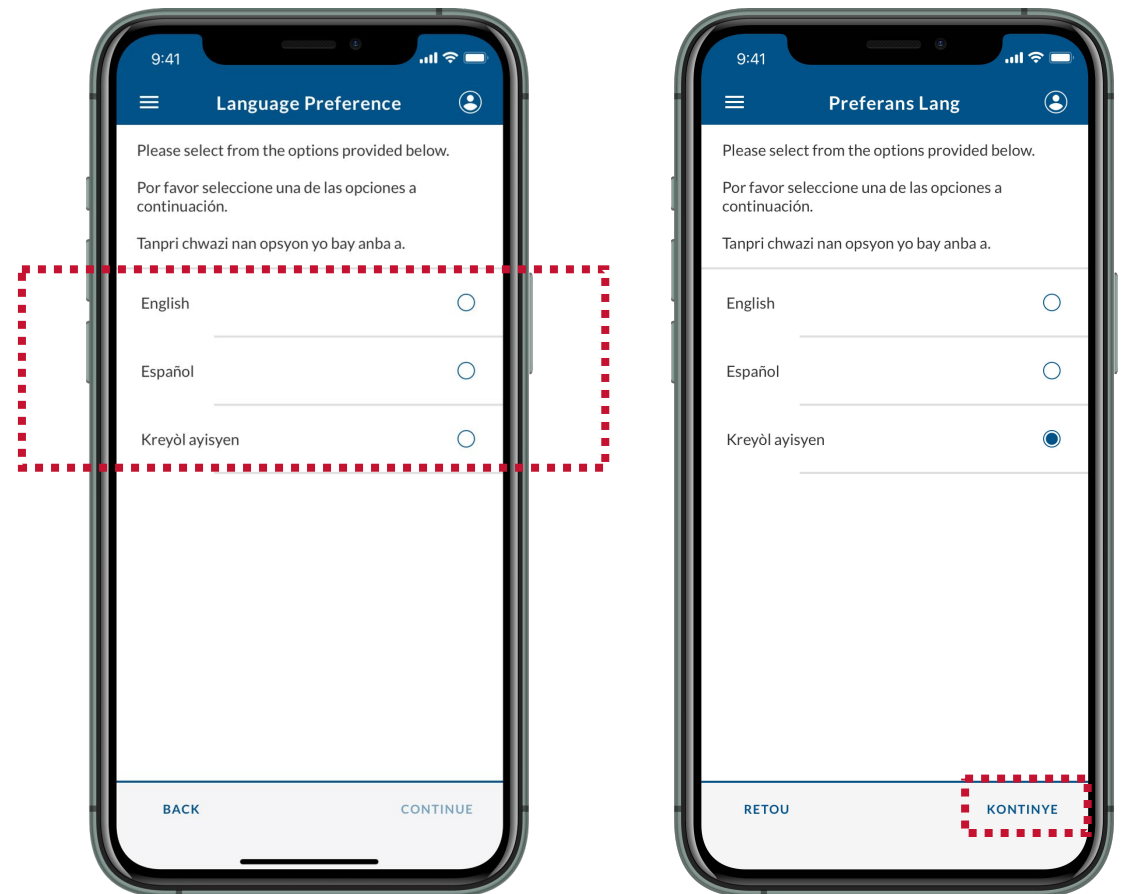 9:41
Language Preference
Please select from the options provided below.
Por favor seleccione una de las opciones a
continuación.
Tanpri chwazi nan opsyon yo bay anba a.
English
Español
Kreyòl ayisyen
BACK
CONTINUE
9:41
Preferans Lang
Please select from the options provided below.
Por favor seleccione una de las opciones a
continuación.
Tanpri chwazi nan opsyon yo bay anba a.
English
Español
Kreyòl ayisyen
RETOU
KONTINYE